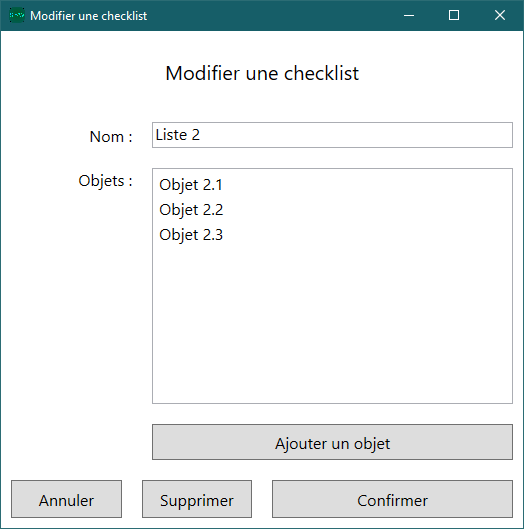 Modifier une checklist
Modifier une checklist
Nom :
Liste 2
Objets :
Objet 2.1
Objet 2.2
Objet 2.3
Ajouter un objet
Annuler
Supprimer
Confirmer